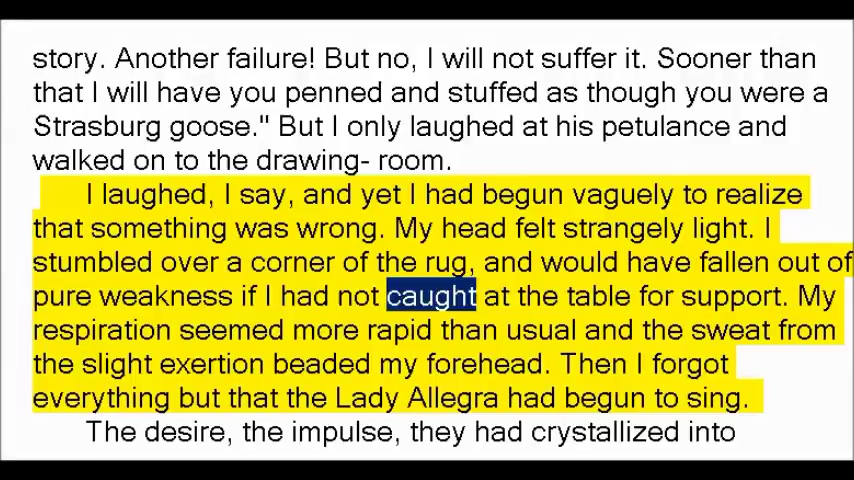 story. Another failure! But no, I will not suffer it. Sooner than
that I will have you penned and stuffed as though you were a
Strasburg goose." But I only laughed at his petulance and
walked on to the drawing- room.
I laughed, I say, and yet I had begun vaguely to realize
that something was wrong. My head felt strangely light. I
stumbled over a corner of the rug, and would have fallen out of
pure weakness if I had not caught at the table for support. My
respiration seemed more rapid than usual and the sweat from
the slight exertion beaded my forehead. Then I forgot
everything but that the Lady Allegra had begun to sing.
The desire, the impulse, they had crystallized into